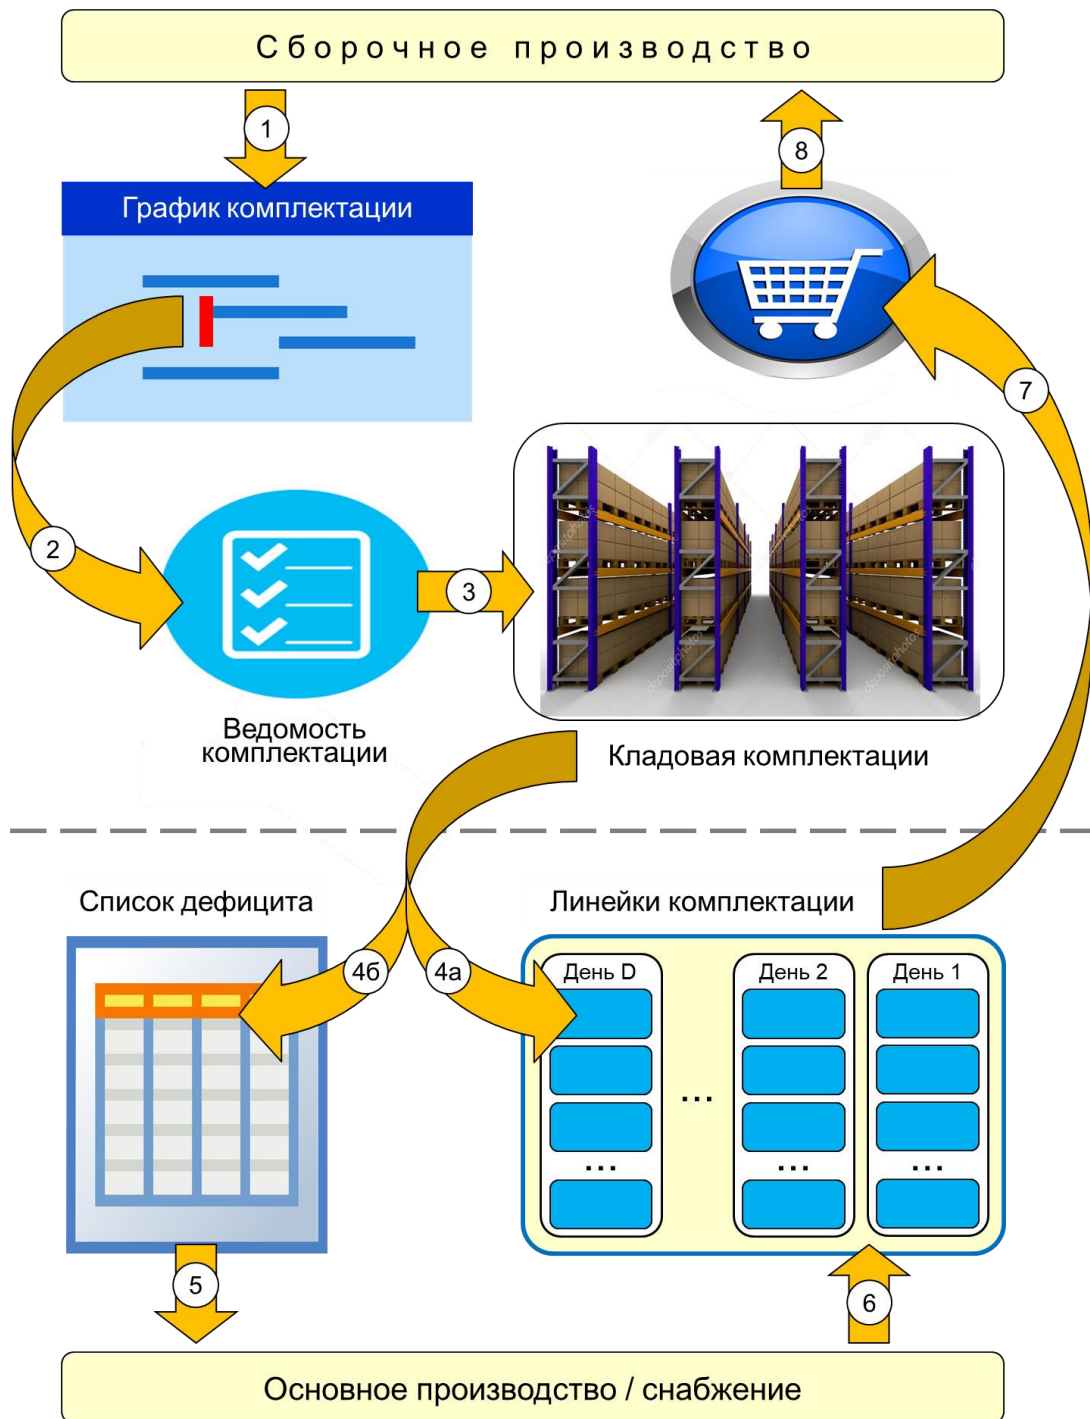 Сборочное производство
1
8
График комплектации
7
2
3
Ведомость
комплектации
Кладовая комплектации
Список дефицита
Линейки комплектации
4б
4а
День D
День 2
День 1
...
...
...
...
5
6
Основное производство / снабжение